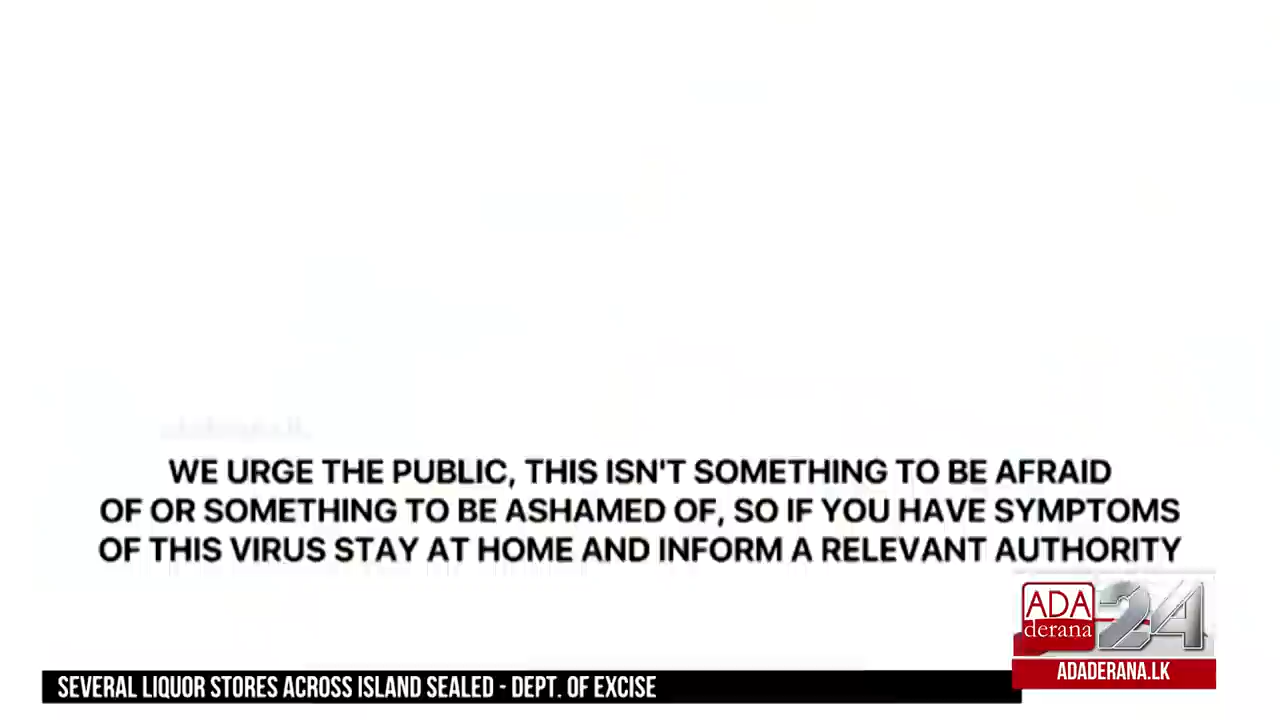 WE URGE THE PUBLIC, THIS ISN'T SOMETHING TO BE AFRAID
OF OR SOMETHING TO BE ASHAMED OF, SO IF YOU HAVE SYMPTOMS
OF THIS VIRUS STAY AT HOME AND INFORM A RELEVANT AUTHORITY
ADA
derana
24
ADADERANA.LK
SEVERAL LIQUOR STORES ACROSS ISLAND SEALED - DEPT. OF EXCISE